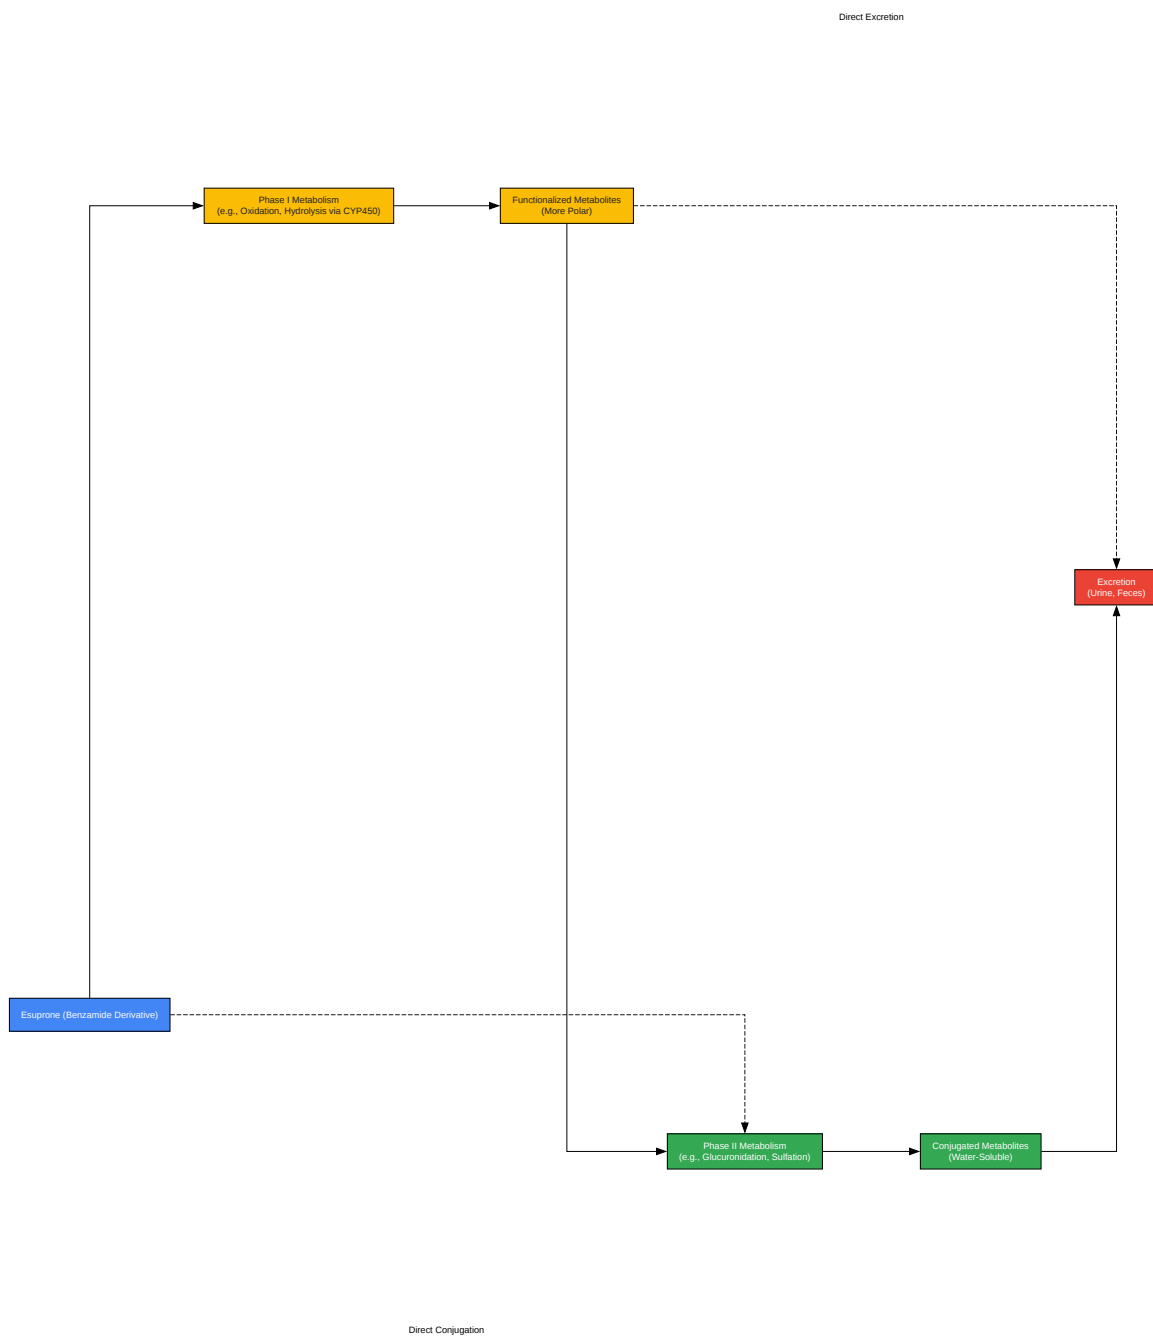 Direct Excretion
Phase I Metabolism
(e.g., Oxidation, Hydrolysis via CYP450)
Functionalized Metabolites
(More Polar)
Excretion
(Urine, Feces)
Esuprone (Benzamide Derivative)
Phase II Metabolism
(e.g., Glucuronidation, Sulfation)
Conjugated Metabolites
(Water-Soluble)
Direct Conjugation